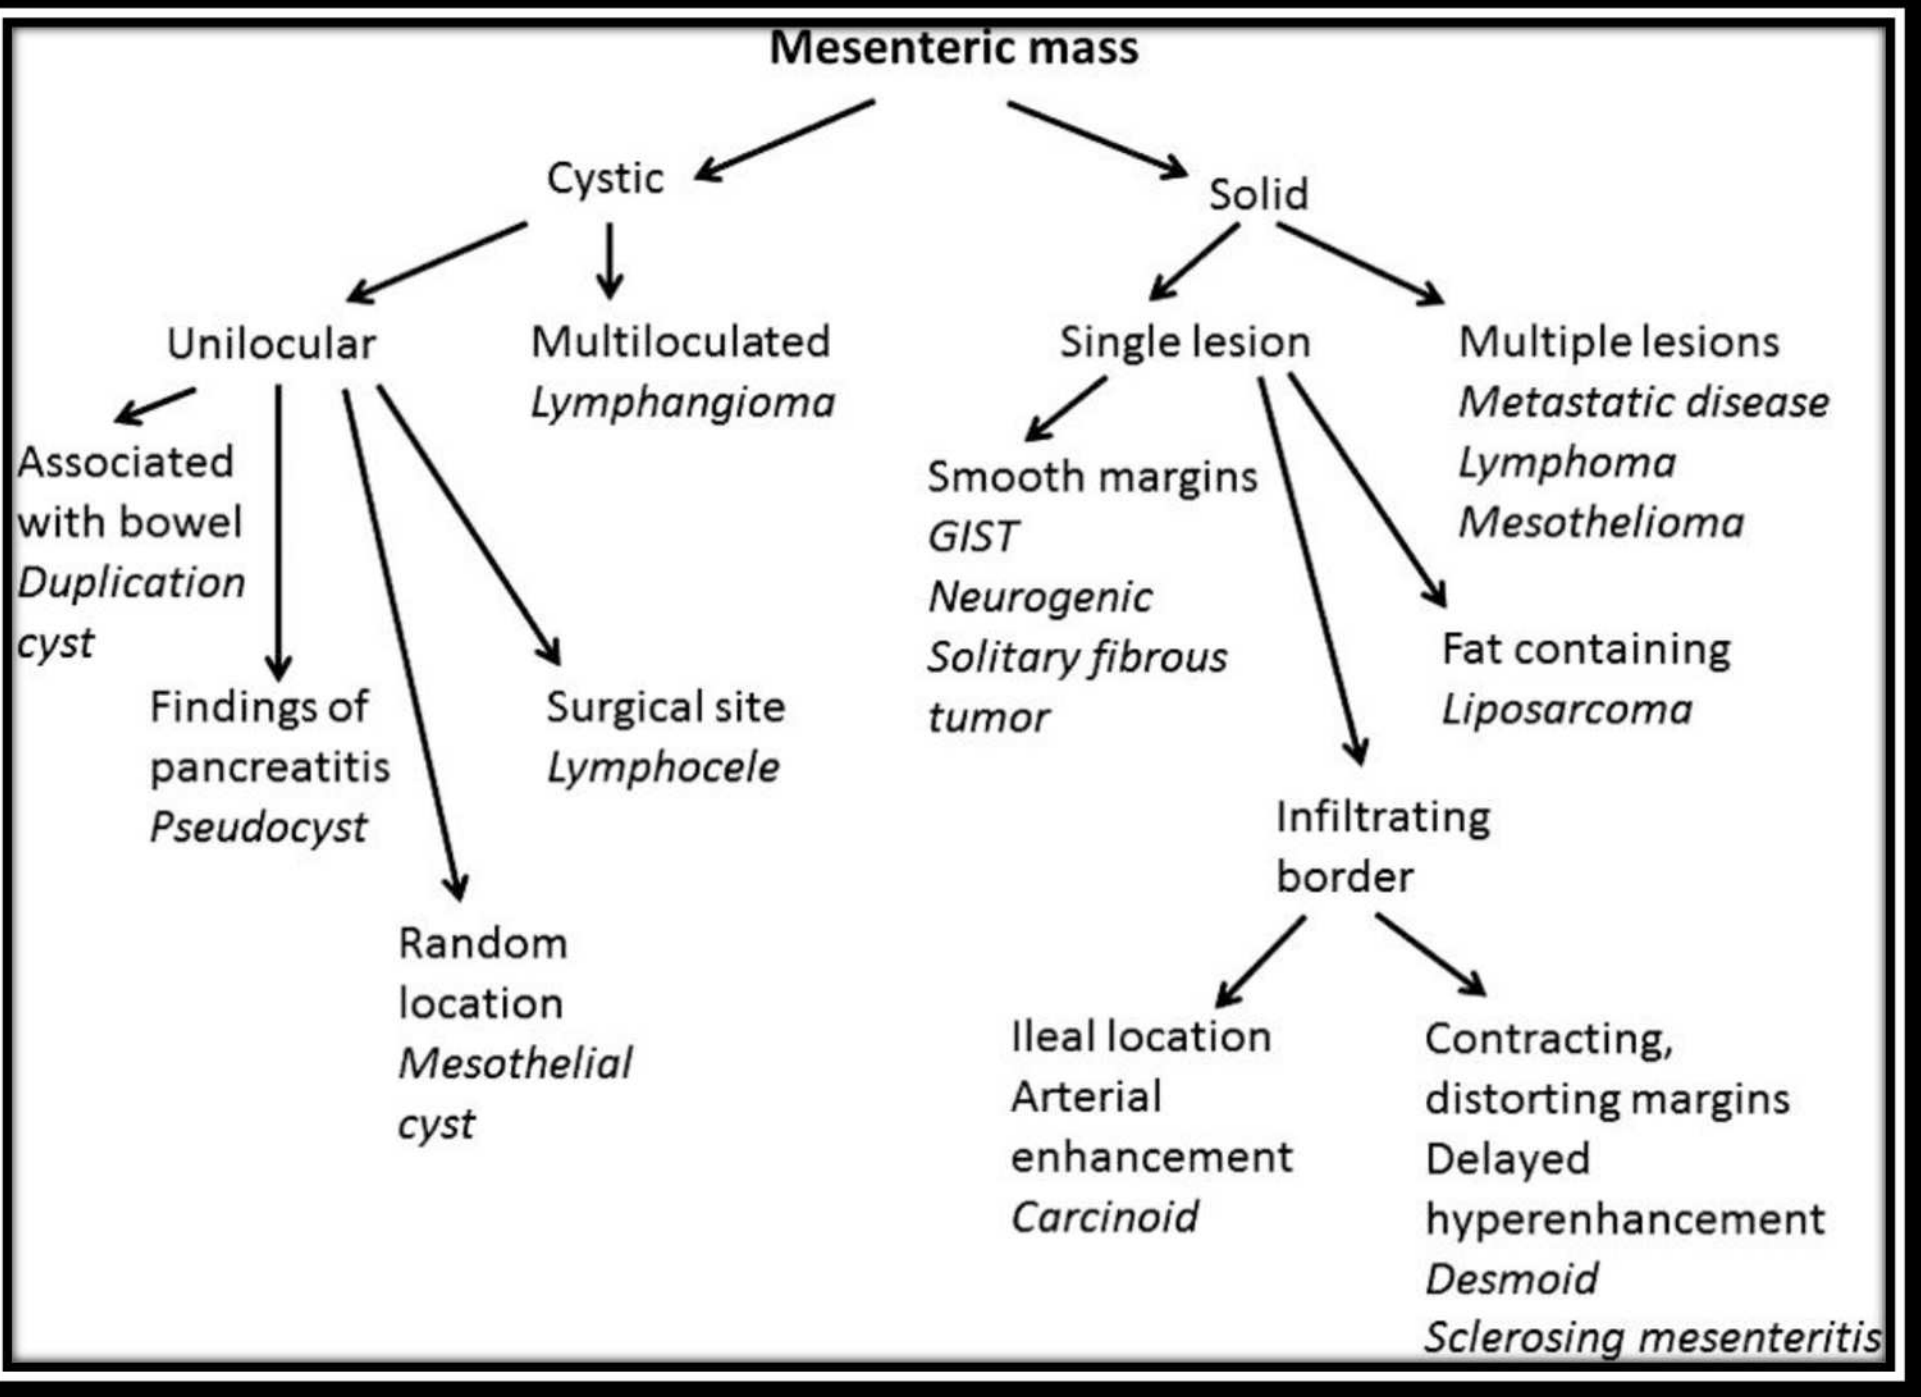 Mesenteric mass
Cystic
Solid
Unilocular
Multiloculated
Lymphangioma
Single lesion
Multiple lesions
Metastatic disease
Lymphoma
Mesothelioma
Associated
with bowel
Duplication
cyst
Findings of
pancreatitis
Pseudocyst
Random
location
Mesothelial
cyst
Surgical site
Lymphocele
Smooth margins
GIST
Neurogenic
Solitary fibrous
tumor
Fat containing
Liposarcoma
Infiltrating
border
Ileal location
Arterial
enhancement
Carcinoid
Contracting,
distorting margins
Delayed
hyperenhancement
Desmoid
Sclerosing mesenteritis